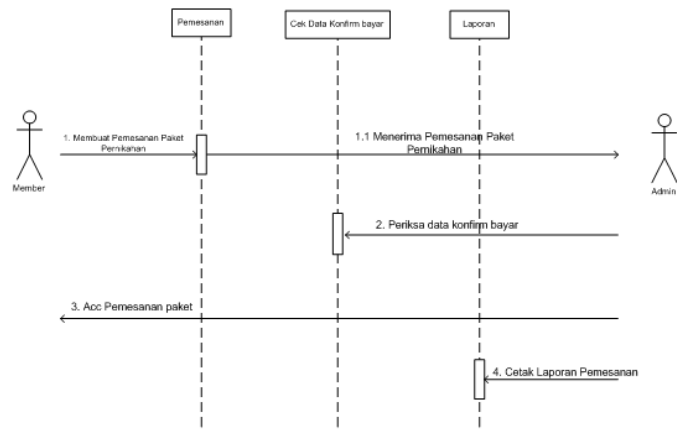 Pemesanan
Cek Data Konfirm bayar
Laporan
1. Membuat Pemesanan Paket
Pernikahan
1.1 Menerima Pemesanan Paket
Pernikahan
Member
Admin
2. Periksa data konfirm bayar
3. Acc Pemesanan paket
4. Cetak Laporan Pemesanan